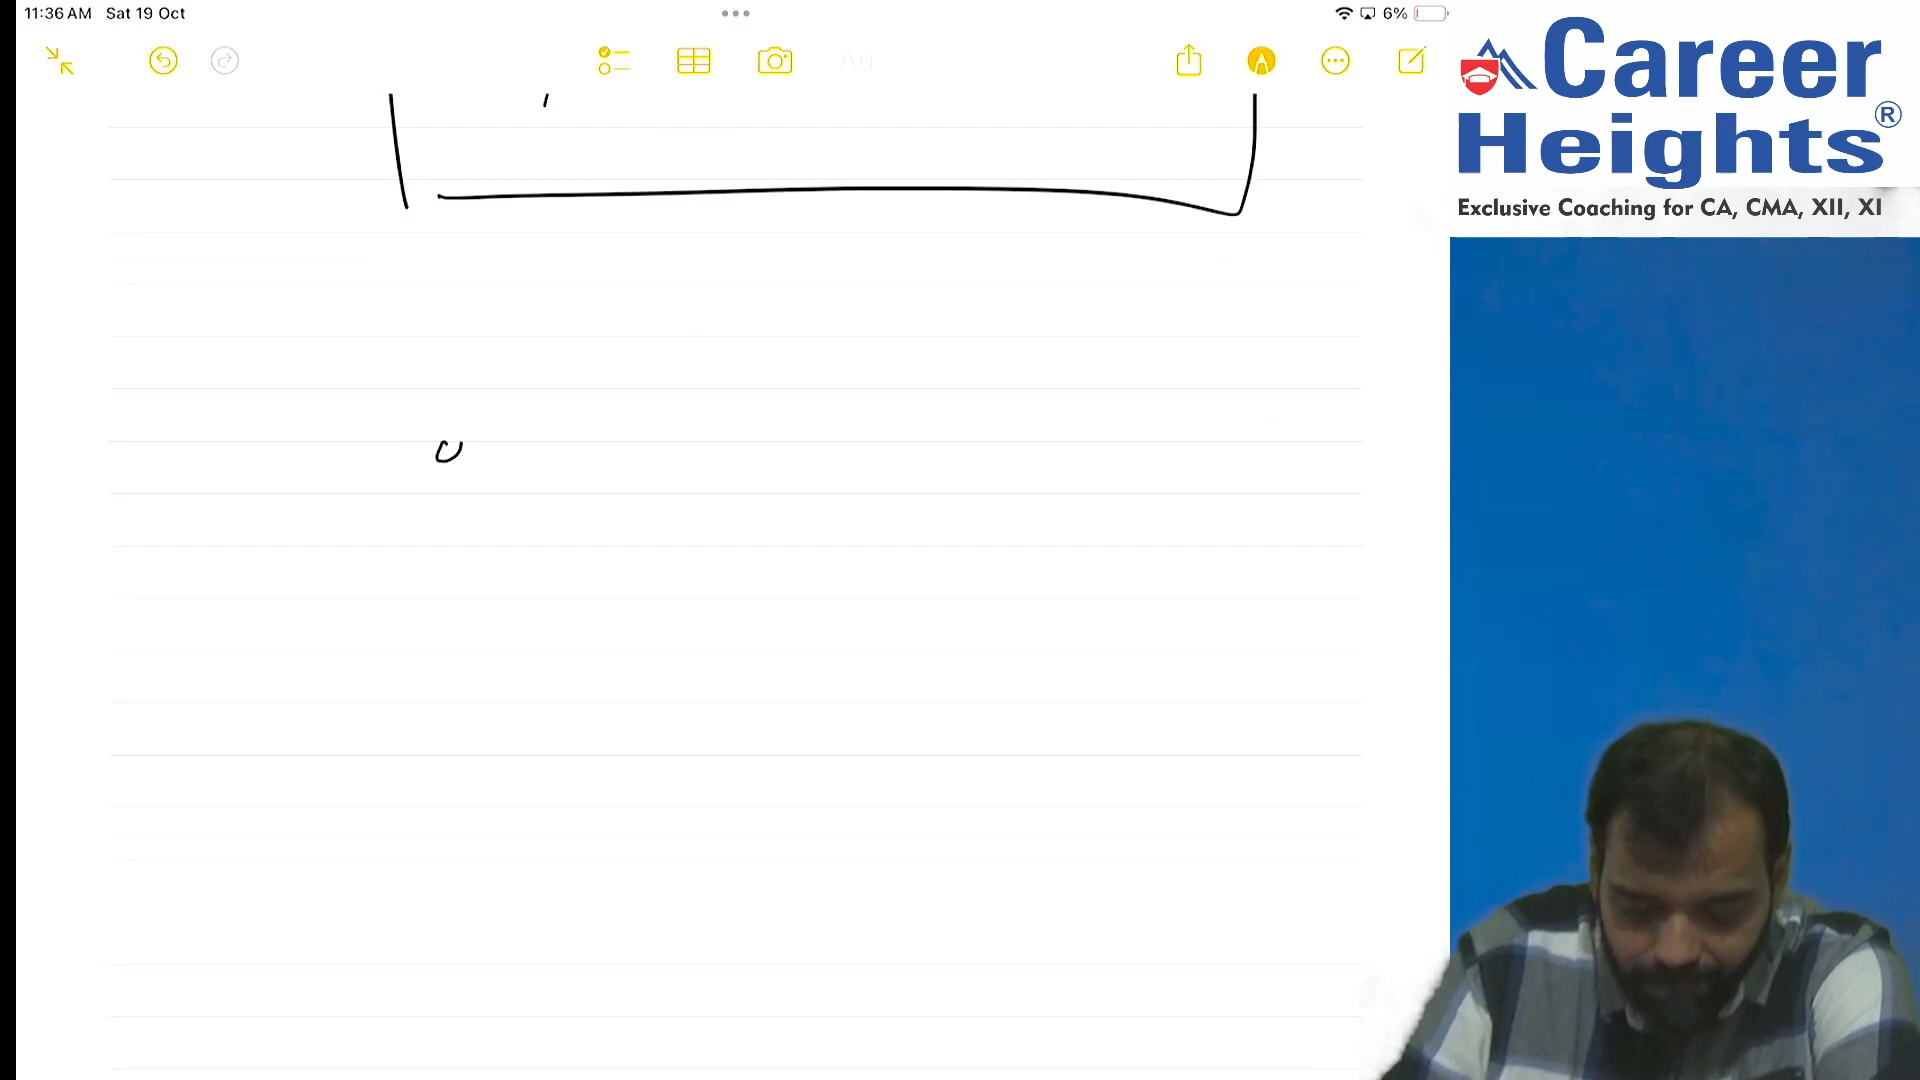 11:36 AM Sat 19 Oct
6%
Career
Heights®
Exclusive Coaching for CA, CMA, XII, XI